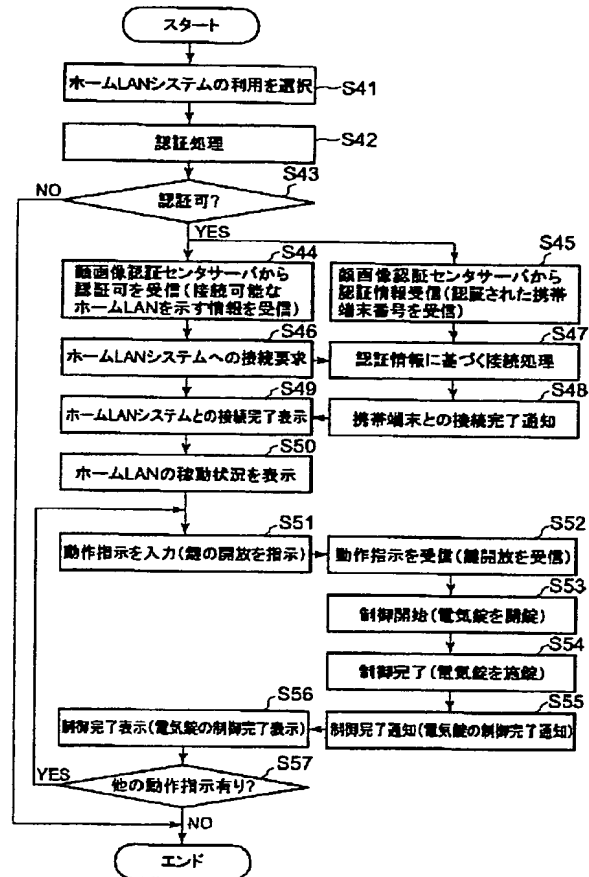 スタート
ホームLANシステムの利用を選択
S41
認証処理
S42
S43
認証可?
NO
YES
S44
顔画像認証センタサーバから
認証可を受信(接続可能な
ホームLANを示す情報を受信)
S45
顔画像認証センタサーバから
認証情報受信(認証された携帯
端末番号を受信)
S46
ホームLANシステムへの接続要求
S47
認証情報に基づく接続処理
S48
携帯端末との接続完了通知
S49
ホームLANシステムとの接続完了表示
S50
ホームLANの稼動状況を表示
S51
動作指示を入力(鍵の開放を指示)
S52
動作指示を受信(鍵開放を受信)
S53
制御開始(電気錠を開錠)
S54
制御完了(電気錠を施錠)
S55
制御完了通知(電気錠の制御完了通知)
S56
制御完了表示(電気錠の制御完了表示)
S57
他の動作指示有り?
YES
NO
エンド